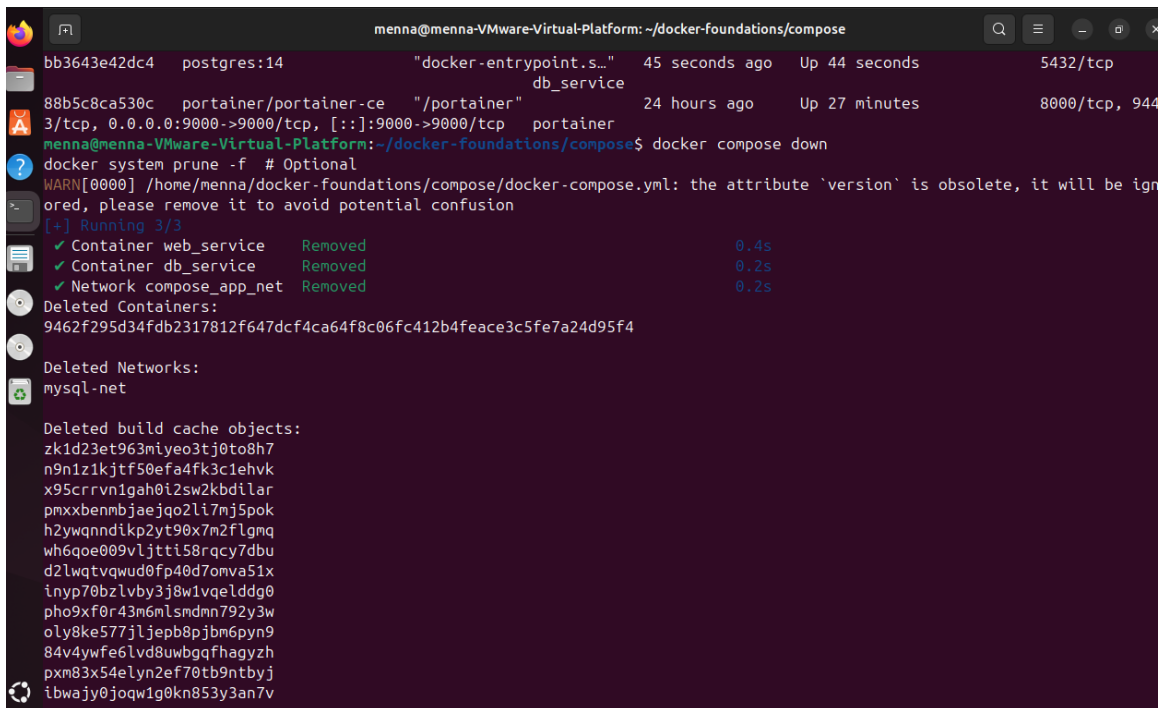 menna@menna-VMware-Virtual-Platform: ~/docker-foundations/compose
bb3643e42dc4   postgres:14              "docker-entrypoint.s…"   45 seconds ago   Up 44 seconds             5432/tcp
db_service
88b5c8ca530c   portainer/portainer-ce   "/portainer"             24 hours ago     Up 27 minutes             8000/tcp, 944
3/tcp, 0.0.0.0:9000->9000/tcp, [::]:9000->9000/tcp   portainer
menna@menna-VMware-Virtual-Platform:~/docker-foundations/compose$ docker compose down
docker system prune -f  # Optional
WARN[0000] /home/menna/docker-foundations/compose/docker-compose.yml: the attribute `version` is obsolete, it will be ign
ored, please remove it to avoid potential confusion
[+] Running 3/3
✔ Container web_service    Removed    0.4s
✔ Container db_service     Removed    0.2s
✔ Network compose_app_net  Removed    0.2s
Deleted Containers:
9462f295d34fdb2317812f647dcf4ca64f8c06fc412b4feace3c5fe7a24d95f4
Deleted Networks:
mysql-net
Deleted build cache objects:
zk1d23et963miyeo3tj0to8h7
n9n1z1kjtf50efa4fk3c1ehvk
x95crrvn1gah0i2sw2kbdilar
pmxxbenmbjaejqo2li7mj5pok
h2ywqnndikp2yt90x7m2flgmq
wh6qoe009vljtti58rqcy7dbu
d2lwqtvqwud0fp40d7omva51x
inyp70bzlvby3j8w1vqelddg0
pho9xf0r43m6mlsmdmn792y3w
oly8ke577jljepb8pjbm6pyn9
84v4ywfe6lvd8uwbgqfhagyzh
pxm83x54elyn2ef70tb9ntbyj
ibwajy0joqw1g0kn853y3an7v